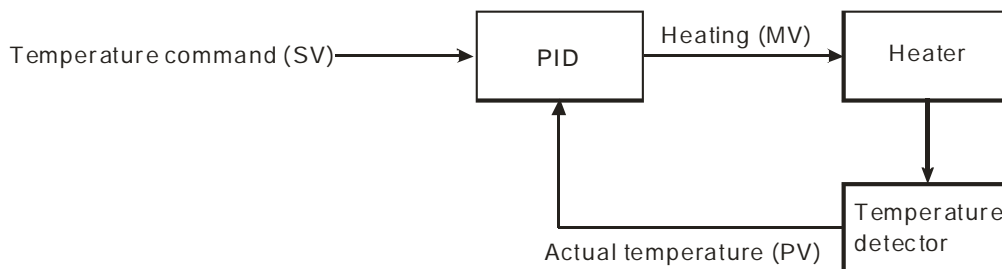 Heating (MV)
Temperature command (SV)
PID
Heater
Temperature
detector
Actual temperature (PV)